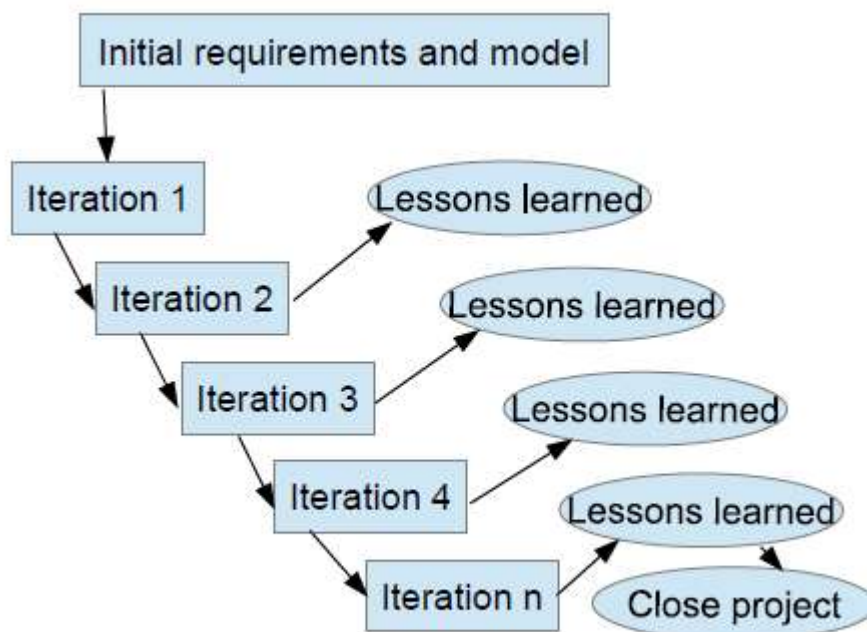 Initial requirements and model
Iteration 1
Lessons learned
Iteration 2
Lessons learned
Iteration 3
Lessons learned
Iteration 4
Lessons learned
Iteration n
Close project